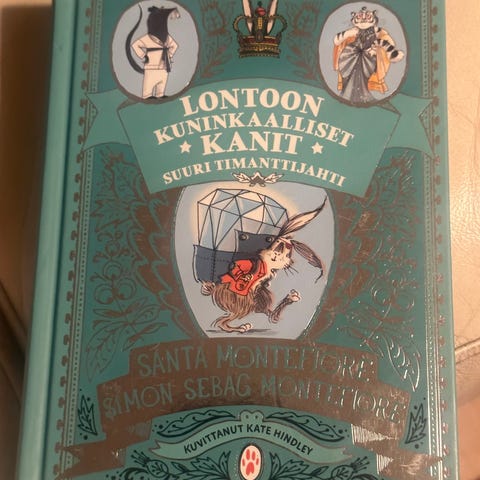 LONTOON
KUNINKAALLISET
KANIT
SUURI TIMANTTIJAHTI
SANTA MONTEFIORE
SIMON SEBAG MONTEFIORE
KUVITTANUT KATE HINDLEY